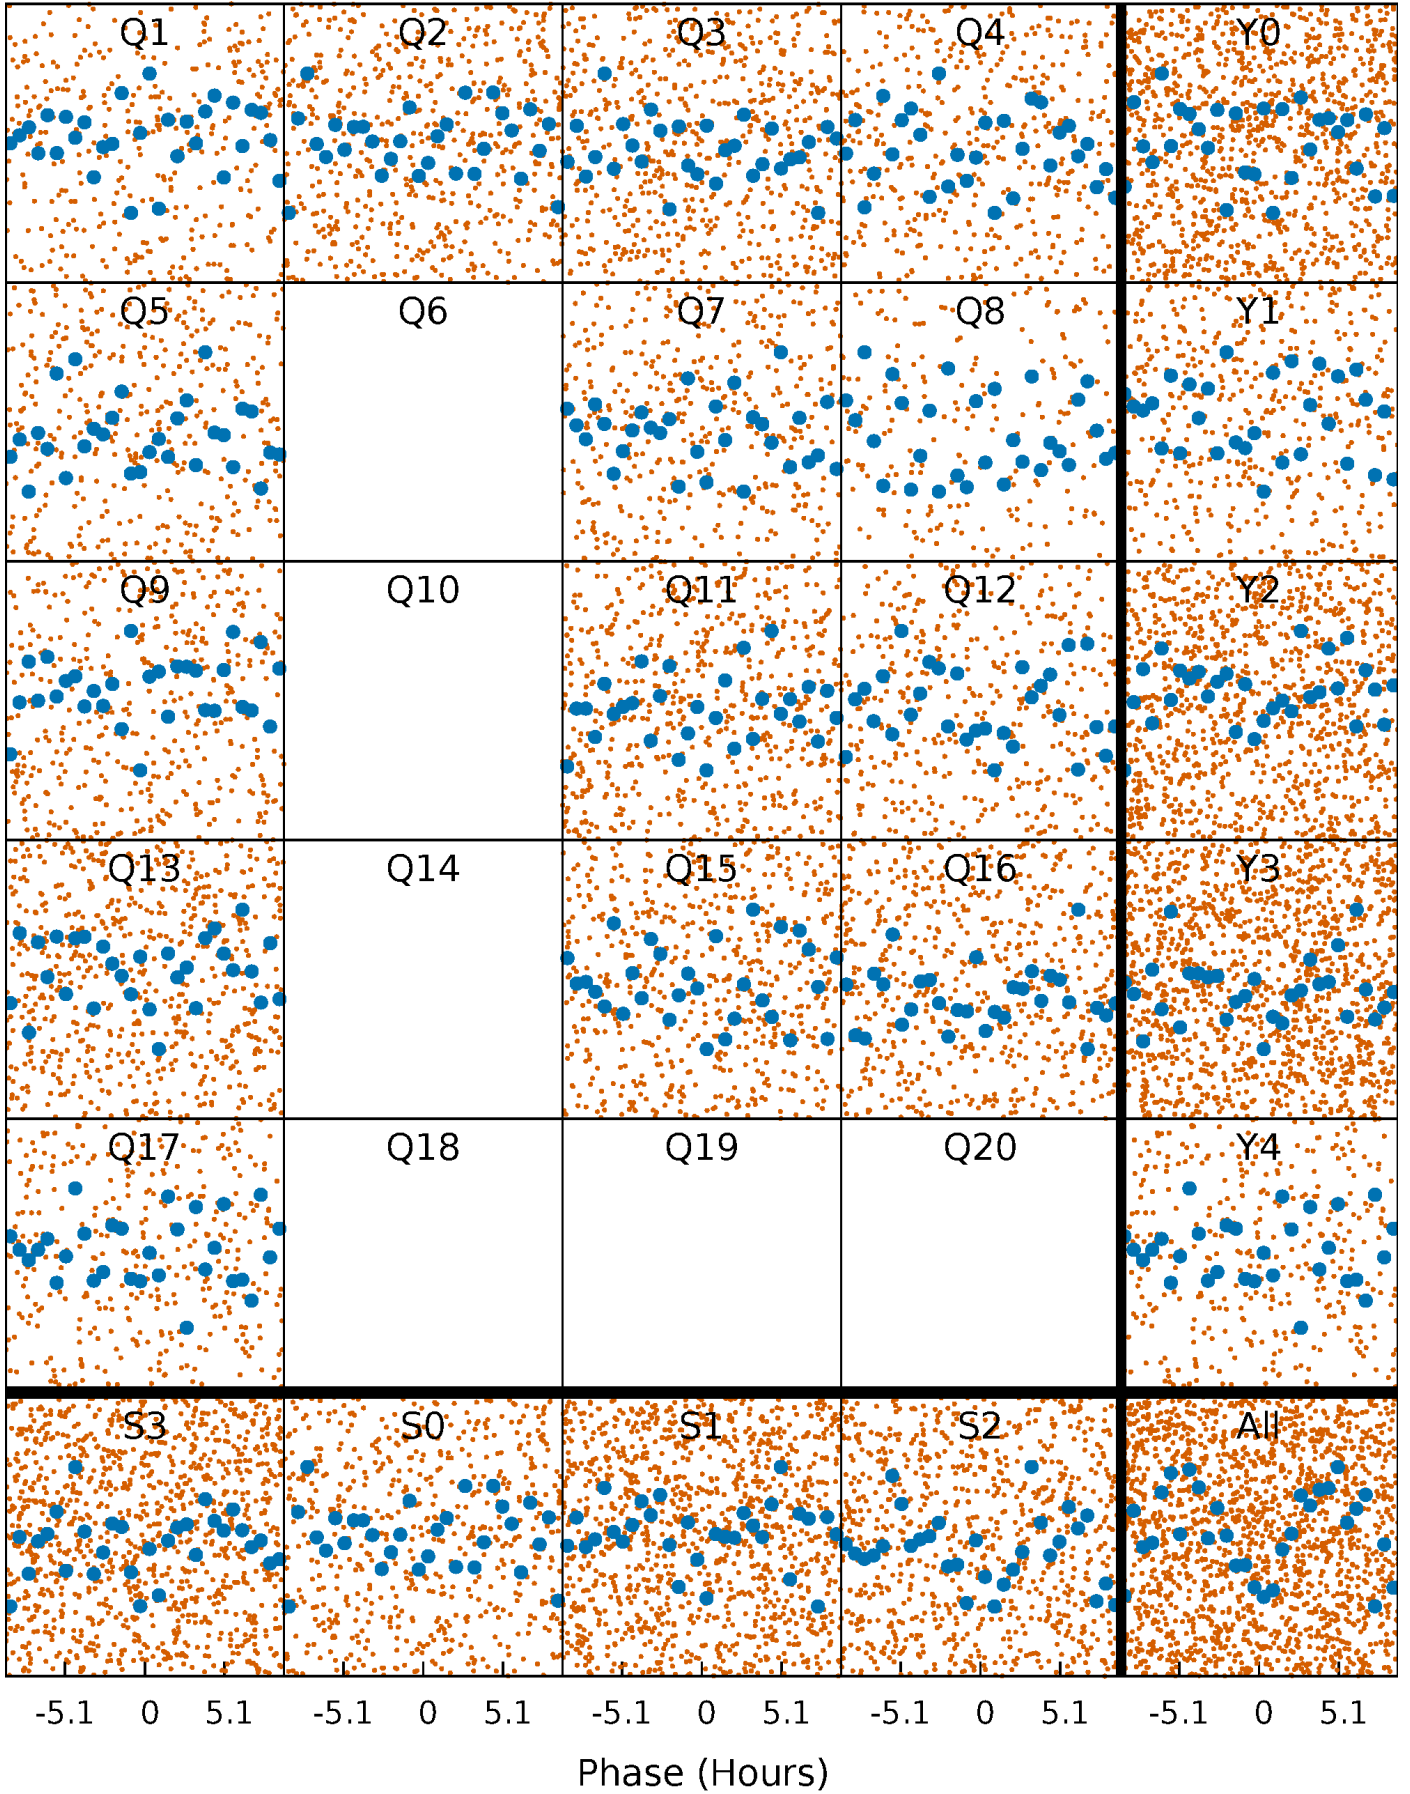 Q1 Q2 Q3 Q4 Y0
Q5 Q6 Q7 Q8 Y1
Q9 Q10 Q11 Q12 Y2
Q13 Q14 Q15 Q16 Y3
Q17 Q18 Q19 Q20 Y4
S3 S0 S1 S2 All
-5.1 0 5.1 -5.1 0 5.1 -5.1 0 5.1 -5.1 0 5.1 -5.1 0 5.1
Phase (Hours)